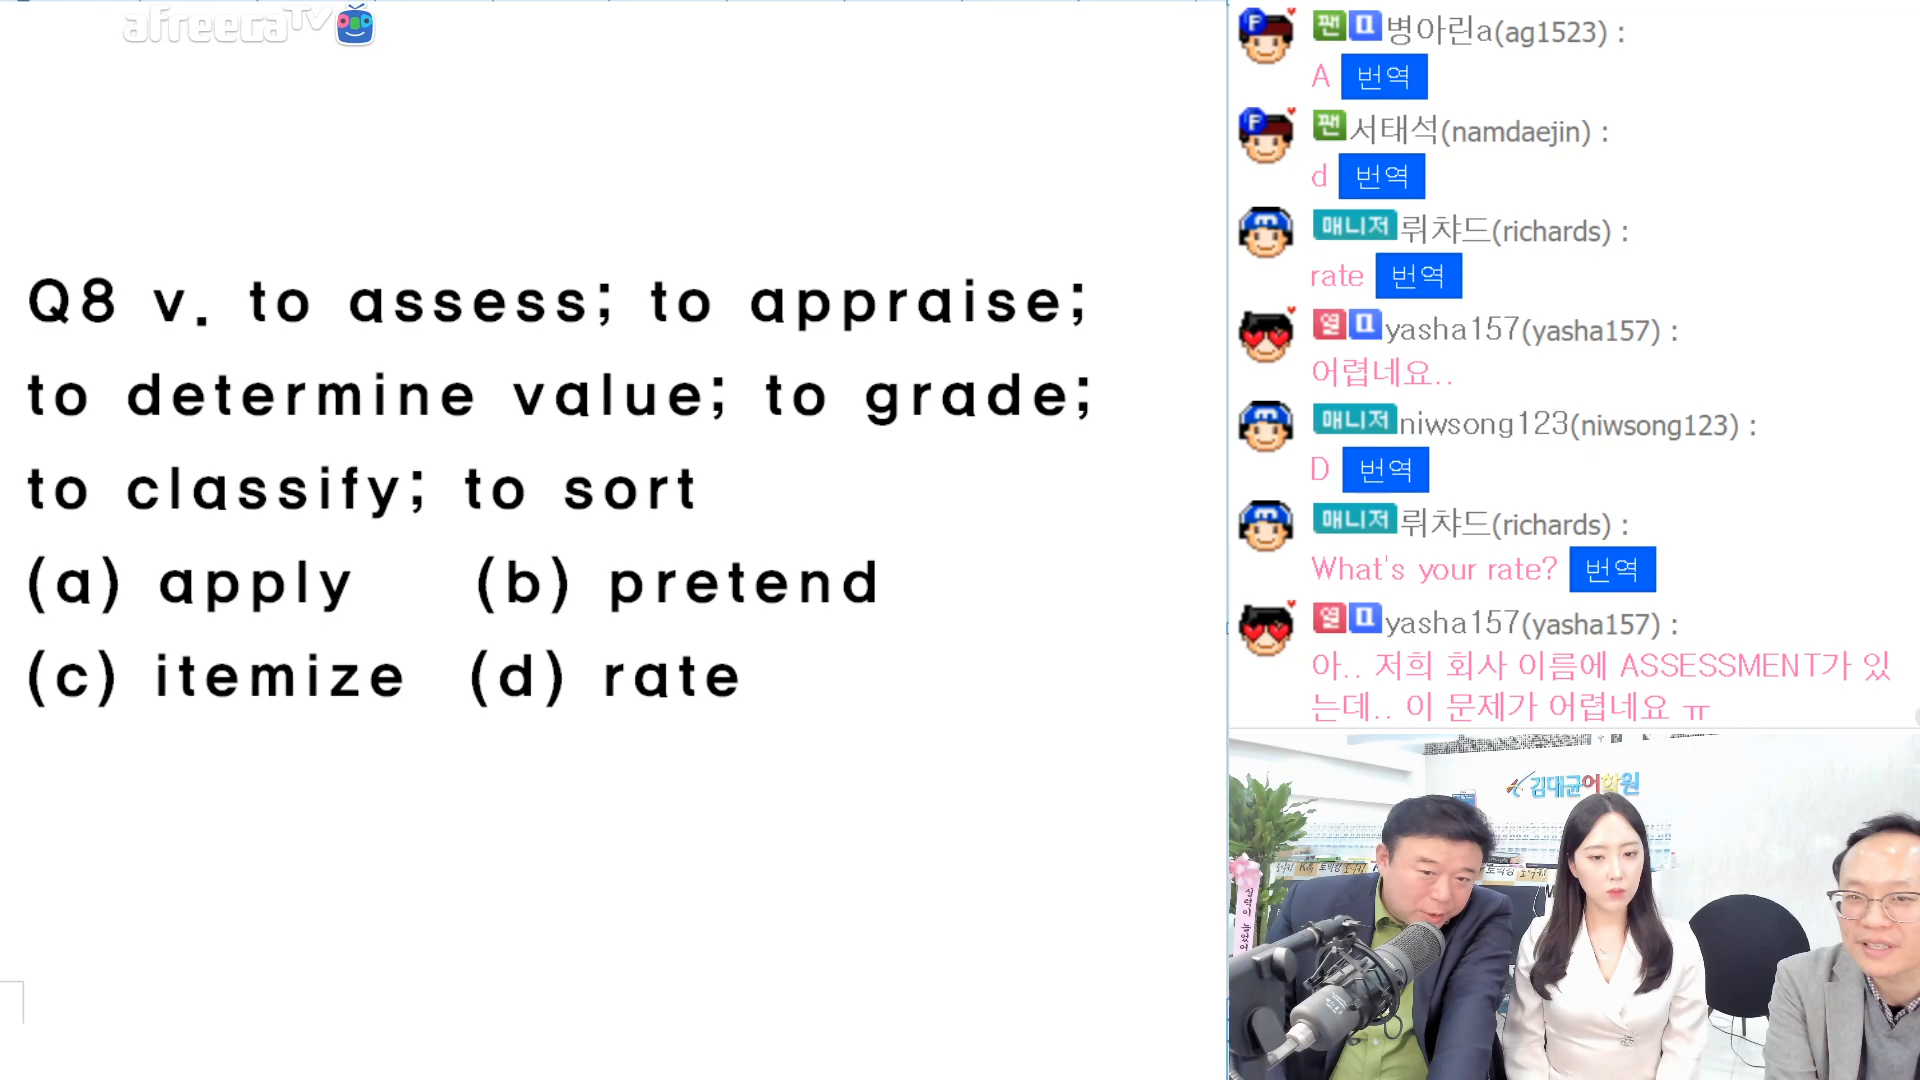 afreecaTV
Q8 v. to assess; to appraise;
to determine value; to grade;
to classify; to sort
(a) apply (b) pretend
(c) itemize (d) rate
팬 병아린a(ag1523) :
A 번역
팬 서태석(namdaejin) :
d 번역
매니저 뤼챠드(richards) :
rate 번역
열 yasha157(yasha157) :
어렵네요..
매니저 niwsong123(niwsong123) :
D 번역
매니저 뤼챠드(richards) :
What's your rate? 번역
열 yasha157(yasha157) :
아.. 저희 회사 이름에 ASSESSMENT가 있
는데.. 이 문제가 어렵네요 ㅠ
김대균어학원